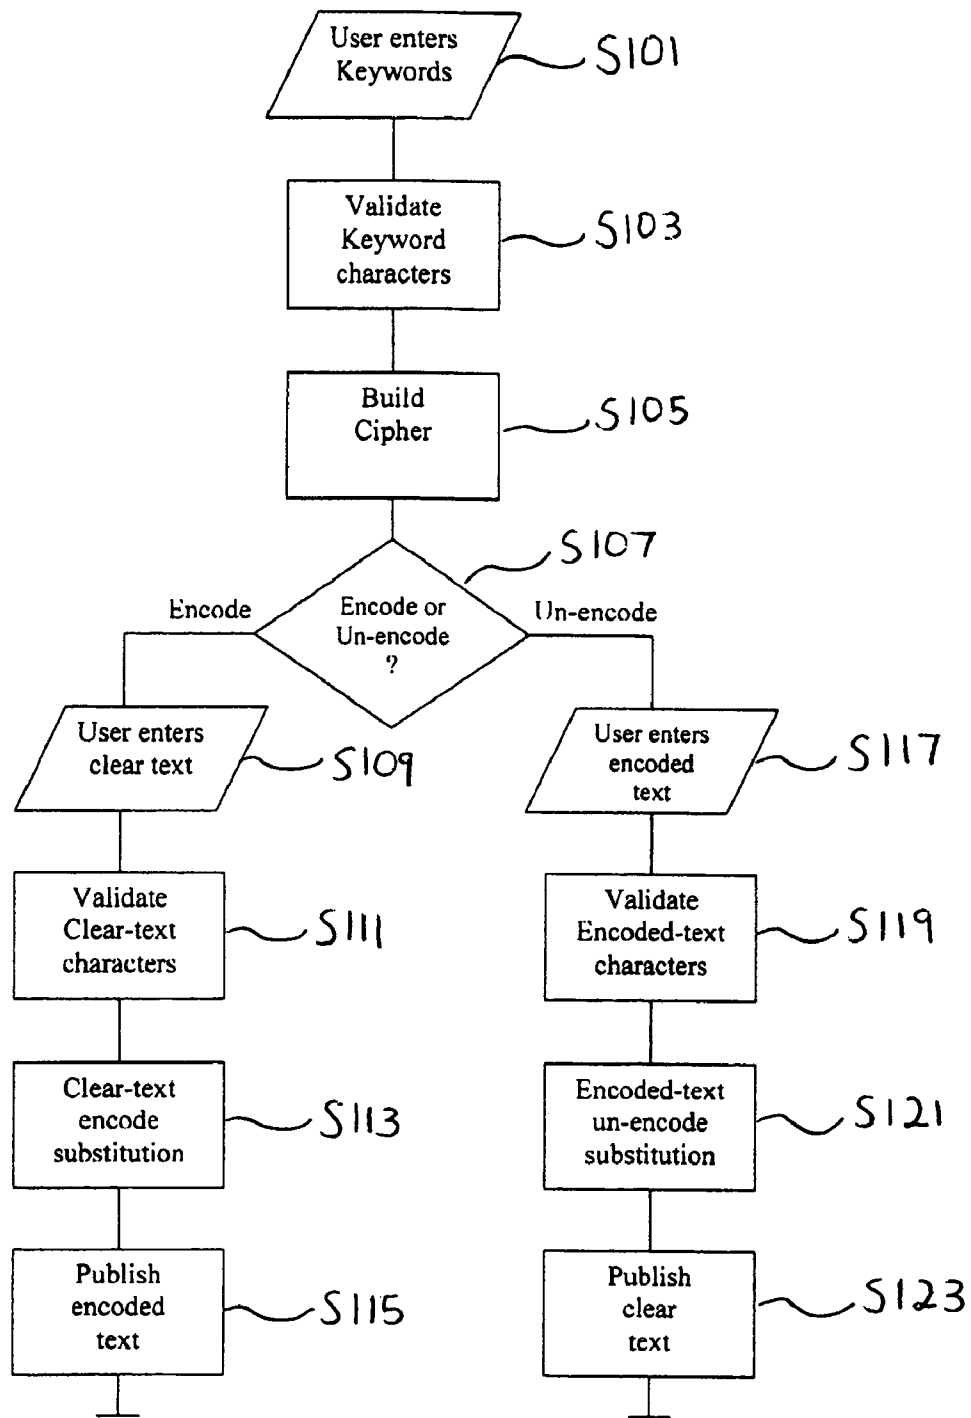 User enters
Keywords
S101
Validate
Keyword
characters
S103
Build
Cipher
S105
S107
Encode or
Un-encode
?
Encode
Un-encode
User enters
clear text
S109
Validate
Clear-text
characters
S111
Clear-text
encode
substitution
S113
Publish
encoded
text
S115
User enters
encoded
text
S117
Validate
Encoded-text
characters
S119
Encoded-text
un-encode
substitution
S121
Publish
clear
text
S123